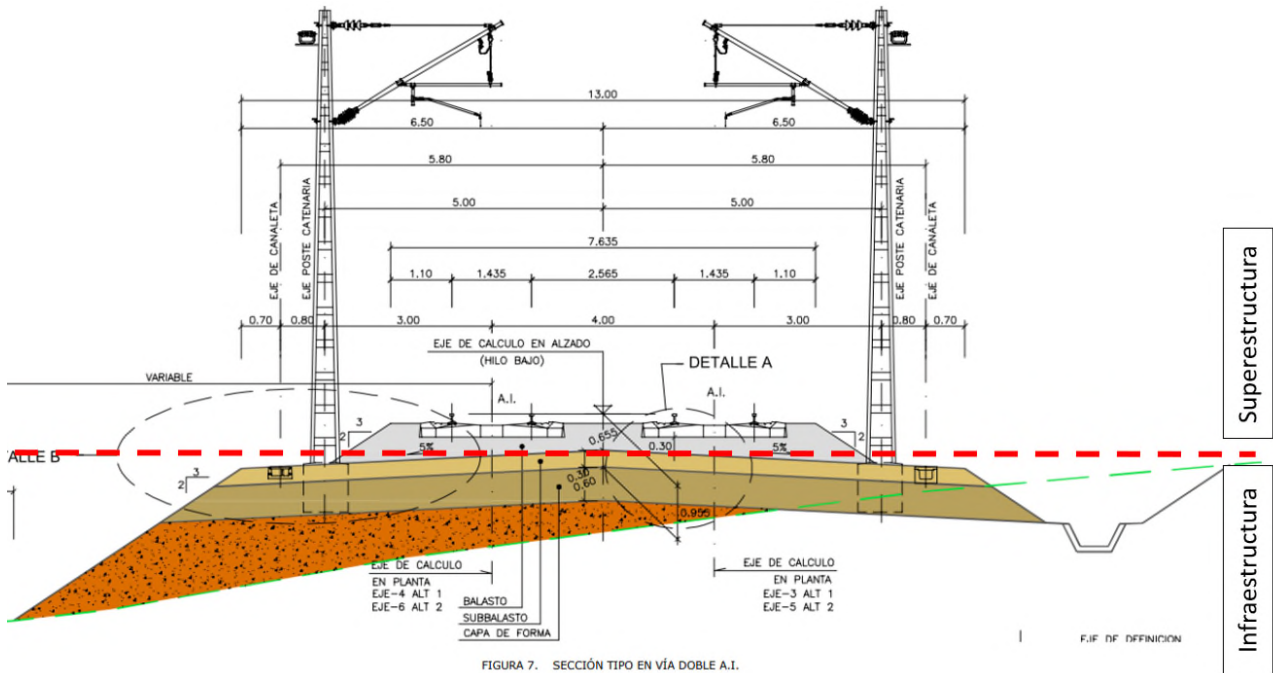 13.00
6.50
6.50
5.80
5.80
EJE DE CANALETA
EJE POSTE CATENARIA
EJE POSTE CATENARIA
EJE DE CANALETA
5.00
5.00
7.635
1.10
1.435
2.565
1.435
1.10
0.70
0.80
3.00
4.00
3.00
0.80
0.70
EJE DE CALCULO EN ALZADO
(HILO BAJO)
DETALLE A
VARIABLE
A.I.
A.I.
3
2
3
2
0.655
0.30
5%
5%
ALLE B
3
2
0.30
0.60
0.955
EJE DE CALCULO
EN PLANTA
EJE-4 ALT 1
EJE-6 ALT 2
BALASTO
SUBBALASTO
CAPA DE FORMA
EJE DE CALCULO
EN PLANTA
EJE-3 ALT 1
EJE-5 ALT 2
EJE DE DEFINICION
Superestructura
Infraestructura
FIGURA 7. SECCIÓN TIPO EN VÍA DOBLE A.I.